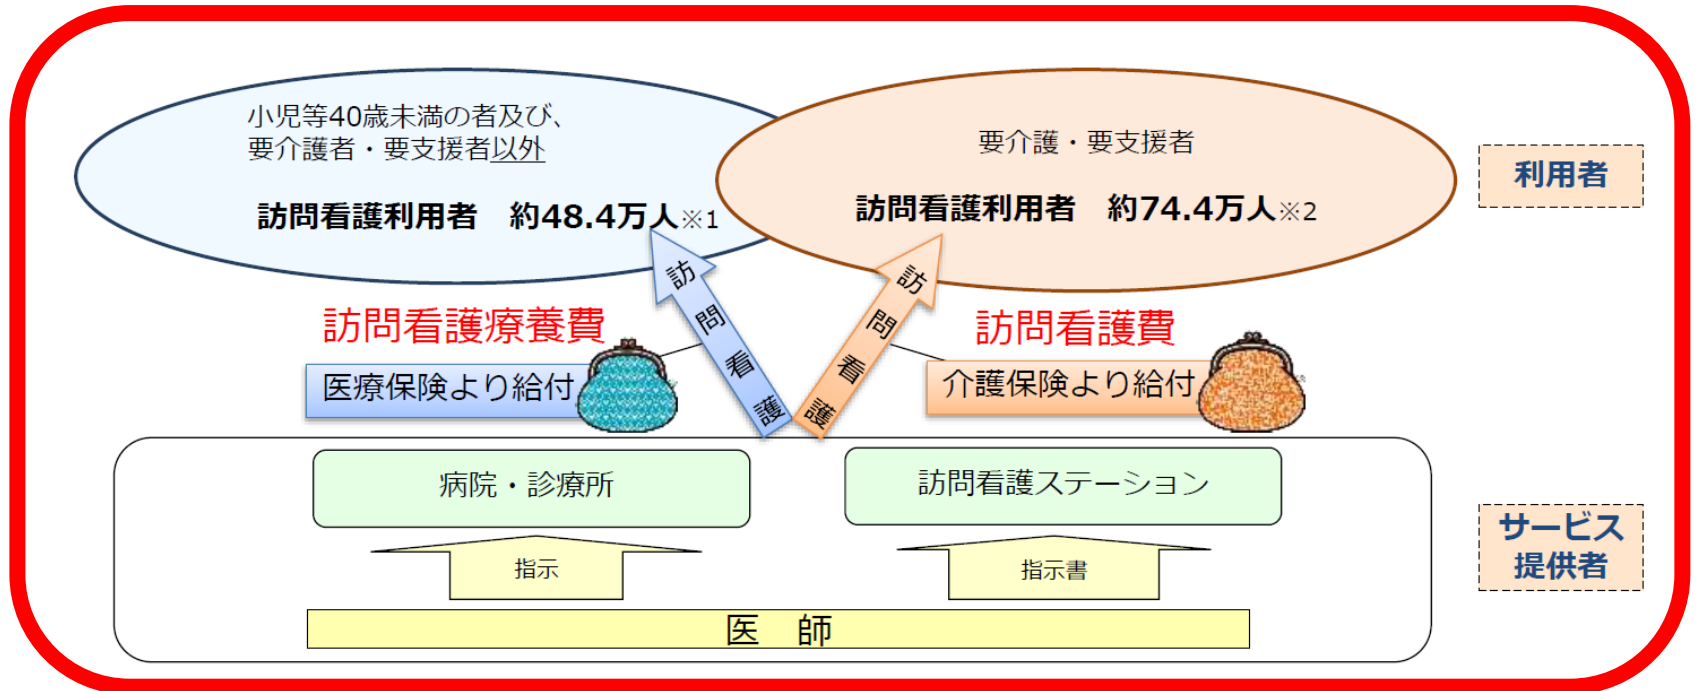 小児等40歳未満の者及び、
要介護者・要支援者以外
訪問看護利用者　約48.4万人※1
要介護・要支援者
訪問看護利用者　約74.4万人※2
利用者
訪問看護
訪問看護
訪問看護療養費
医療保険より給付
訪問看護費
介護保険より給付
病院・診療所
訪問看護ステーション
サービス
提供者
指示
指示書
医　師